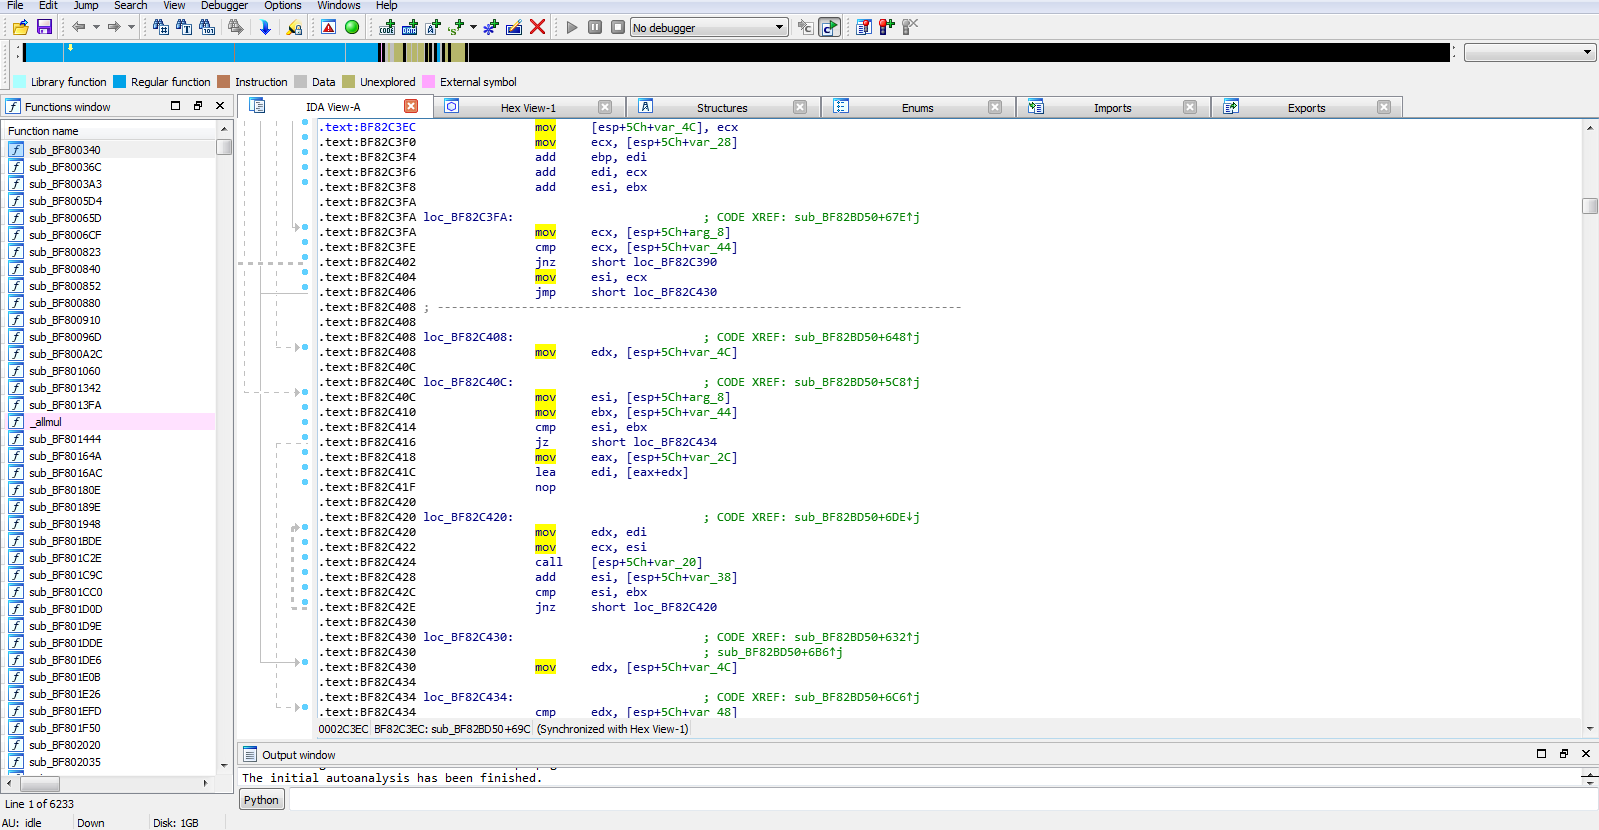 File Edit Jump Search View Debugger Options Windows Help
No debugger
Library function Regular function Instruction Data Unexplored External symbol
Functions window
IDA View-A Hex View-1 Structures Enums Imports Exports
Function name
sub_BF800340
sub_BF80036C
sub_BF8003A3
sub_BF8005D4
sub_BF80065D
sub_BF8006CF
sub_BF800823
sub_BF800840
sub_BF800852
sub_BF800880
sub_BF800910
sub_BF80096D
sub_BF800A2C
sub_BF801060
sub_BF801342
sub_BF8013FA
_allmul
sub_BF801444
sub_BF80164A
sub_BF8016AC
sub_BF80180E
sub_BF80189E
sub_BF801948
sub_BF801BDE
sub_BF801C2E
sub_BF801C9C
sub_BF801CC0
sub_BF801D0D
sub_BF801D9E
sub_BF801DDE
sub_BF801DE6
sub_BF801E0B
sub_BF801E26
sub_BF801EFD
sub_BF801F50
sub_BF802020
sub_BF802035
Line 1 of 6233
.text:BF82C3EC mov [esp+5Ch+var_4C], ecx
.text:BF82C3F0 mov ecx, [esp+5Ch+var_28]
.text:BF82C3F4 add ebp, edi
.text:BF82C3F6 add edi, ecx
.text:BF82C3F8 add esi, ebx
.text:BF82C3FA
.text:BF82C3FA loc_BF82C3FA: ; CODE XREF: sub_BF82BD50+67E↑j
.text:BF82C3FA mov ecx, [esp+5Ch+arg_8]
.text:BF82C3FE cmp ecx, [esp+5Ch+var_44]
.text:BF82C402 jnz short loc_BF82C390
.text:BF82C404 mov esi, ecx
.text:BF82C406 jmp short loc_BF82C430
.text:BF82C408 ; ---------------------------------------------------------------------------
.text:BF82C408
.text:BF82C408 loc_BF82C408: ; CODE XREF: sub_BF82BD50+648↑j
.text:BF82C408 mov edx, [esp+5Ch+var_4C]
.text:BF82C40C
.text:BF82C40C loc_BF82C40C: ; CODE XREF: sub_BF82BD50+5C8↑j
.text:BF82C40C mov esi, [esp+5Ch+arg_8]
.text:BF82C410 mov ebx, [esp+5Ch+var_44]
.text:BF82C414 cmp esi, ebx
.text:BF82C416 jz short loc_BF82C434
.text:BF82C418 mov eax, [esp+5Ch+var_2C]
.text:BF82C41C lea edi, [eax+edx]
.text:BF82C41F nop
.text:BF82C420
.text:BF82C420 loc_BF82C420: ; CODE XREF: sub_BF82BD50+6DE↓j
.text:BF82C420 mov edx, edi
.text:BF82C422 mov ecx, esi
.text:BF82C424 call [esp+5Ch+var_20]
.text:BF82C428 add esi, [esp+5Ch+var_38]
.text:BF82C42C cmp esi, ebx
.text:BF82C42E jnz short loc_BF82C420
.text:BF82C430
.text:BF82C430 loc_BF82C430: ; CODE XREF: sub_BF82BD50+632↑j
.text:BF82C430 ; sub_BF82BD50+6B6↑j
.text:BF82C430 mov edx, [esp+5Ch+var_4C]
.text:BF82C434
.text:BF82C434 loc_BF82C434: ; CODE XREF: sub_BF82BD50+6C6↑j
.text:BF82C434 cmp edx, [esp+5Ch+var_48]
0002C3EC BF82C3EC: sub_BF82BD50+69C (Synchronized with Hex View-1)
Output window
The initial autoanalysis has been finished.
Python
AU: idle Down Disk: 1GB